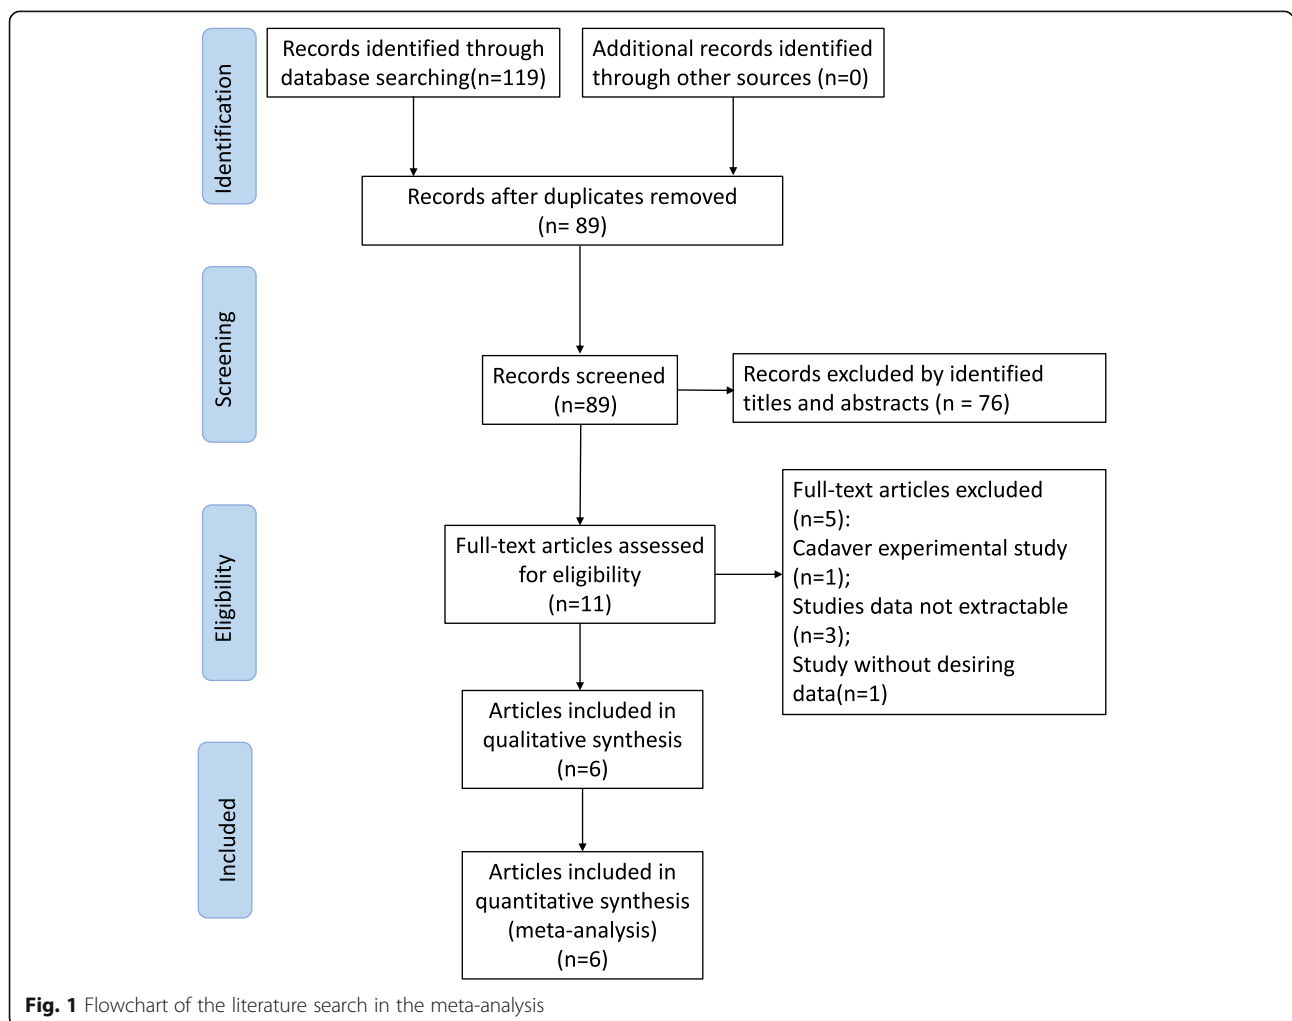 Identification
Records identified through
database searching(n=119)
Additional records identified
through other sources (n=0)
Records after duplicates removed
(n= 89)
Screening
Records screened
(n=89)
Records excluded by identified
titles and abstracts (n = 76)
Eligibility
Full-text articles assessed
for eligibility
(n=11)
Full-text articles excluded
(n=5):
Cadaver experimental study
(n=1);
Studies data not extractable
(n=3);
Study without desiring
data(n=1)
Articles included in
qualitative synthesis
(n=6)
Included
Articles included in
quantitative synthesis
(meta-analysis)
(n=6)
Fig. 1 Flowchart of the literature search in the meta-analysis